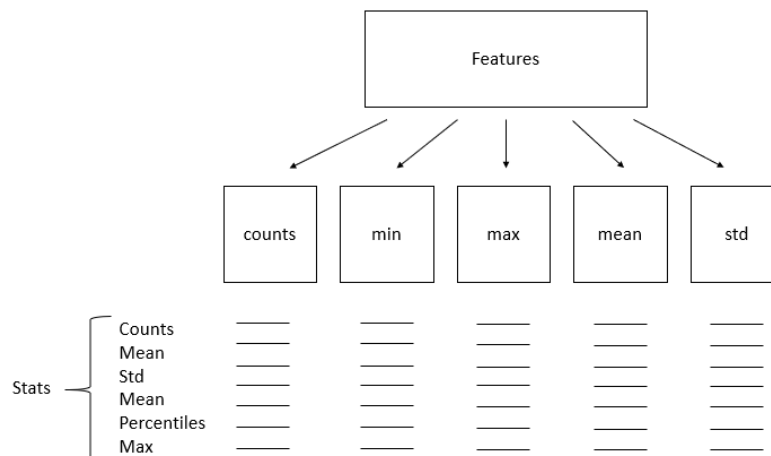 Features
counts min max mean std
Counts
Mean
Std
Stats
Mean
Percentiles
Max